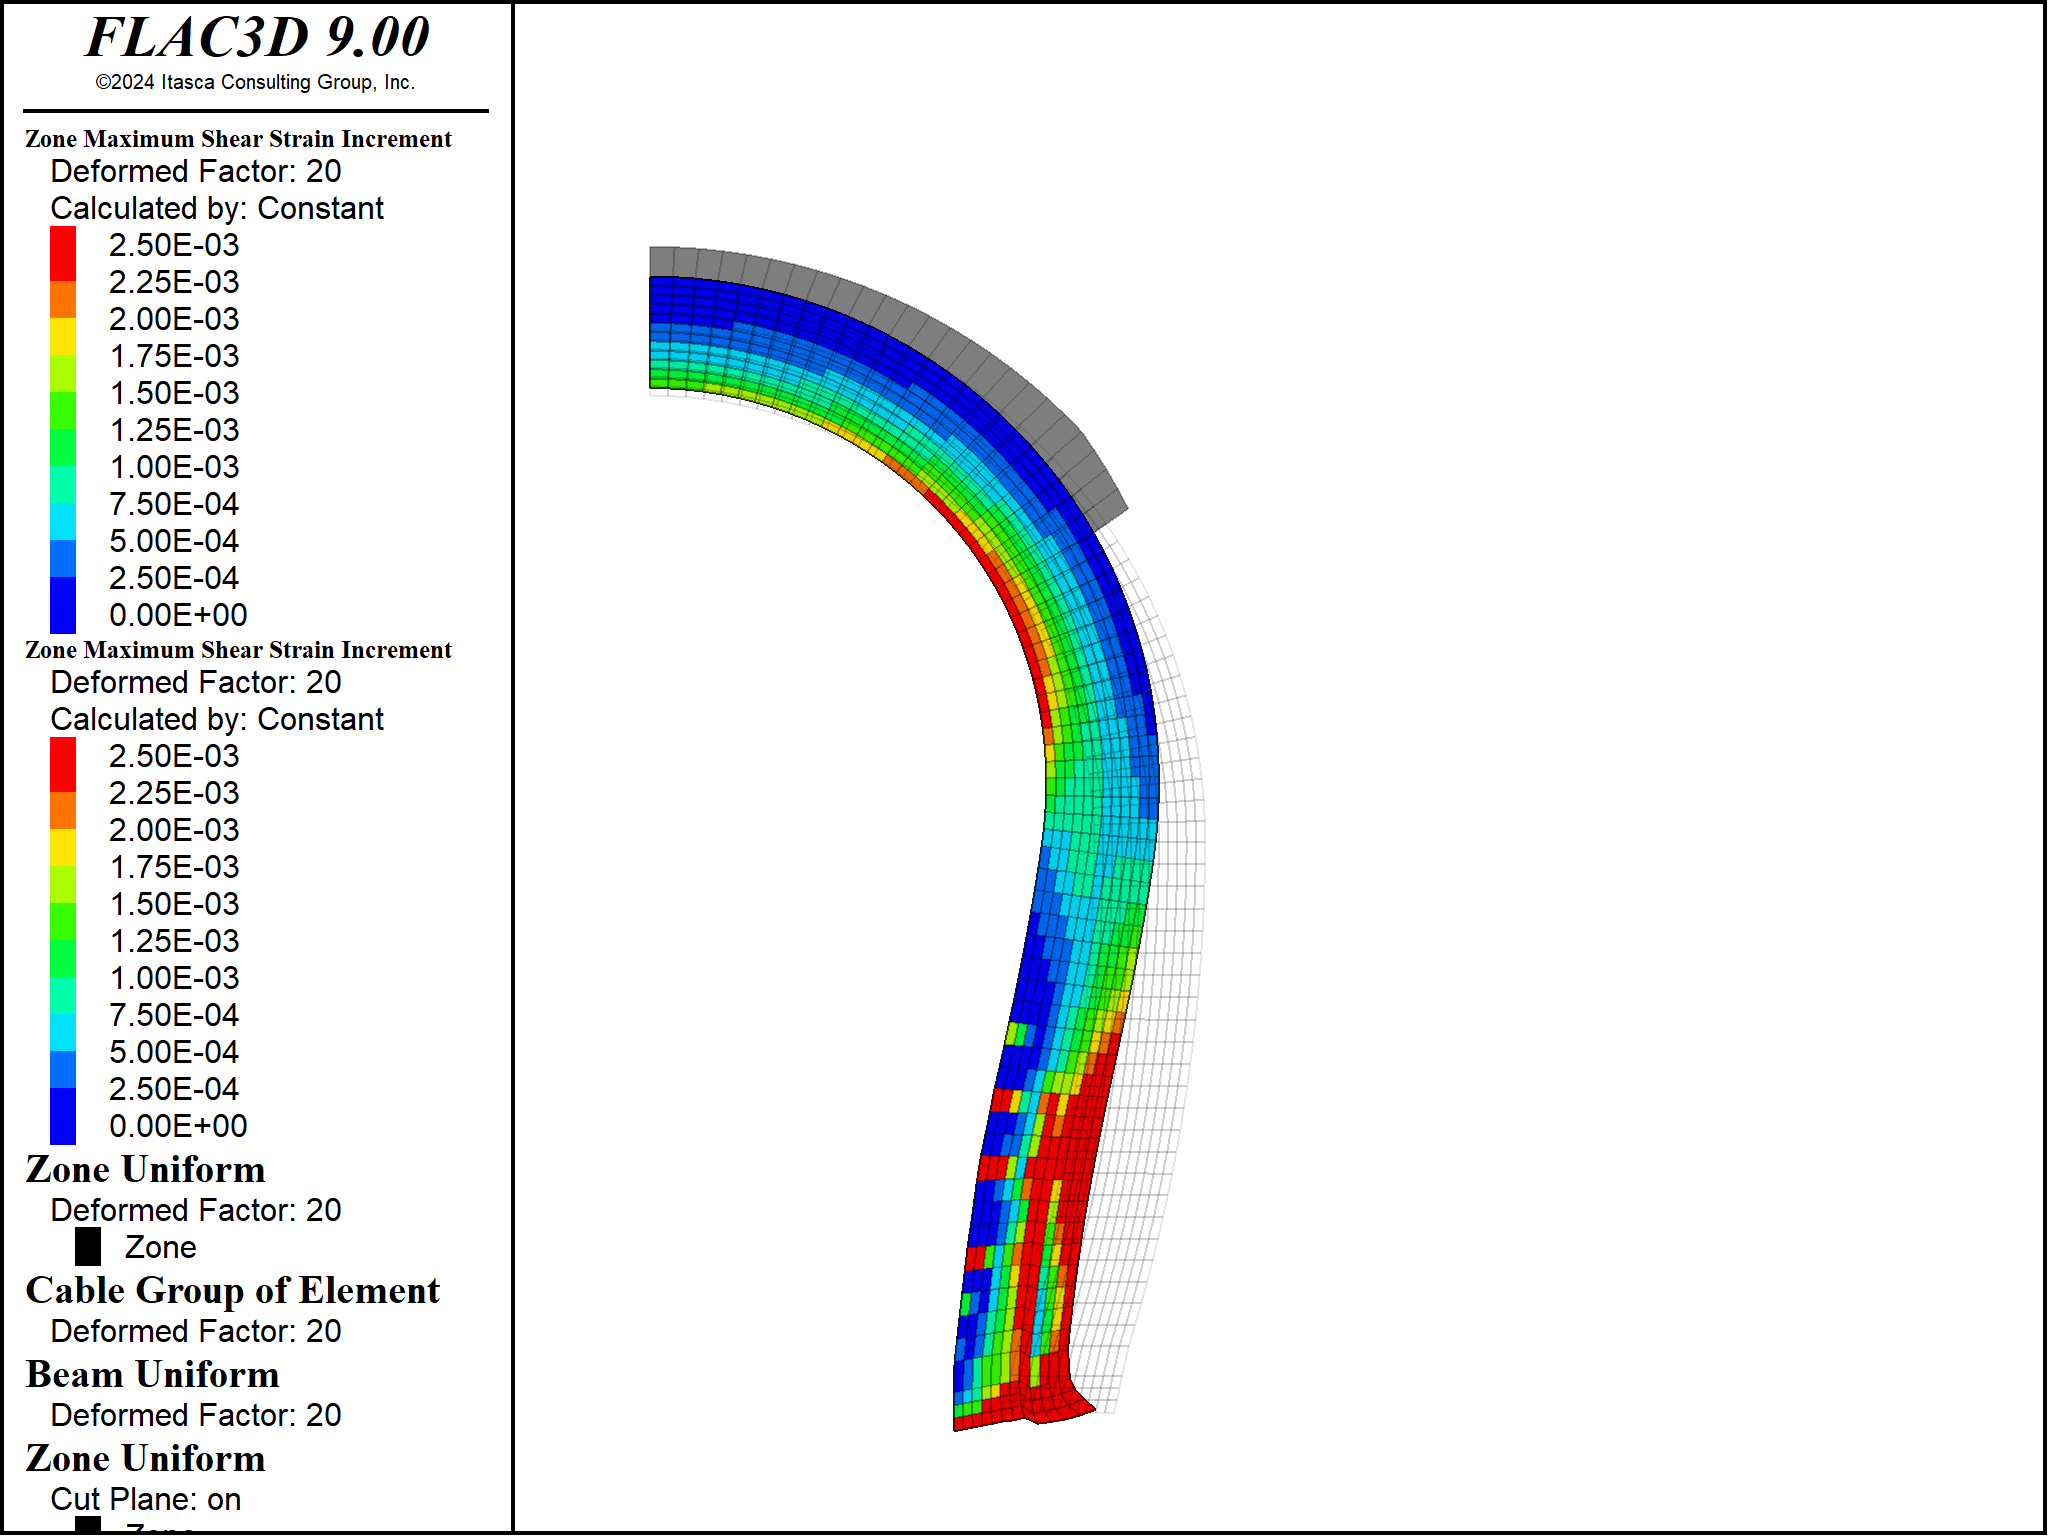 FLAC3D 9.00
©2024 Itasca Consulting Group, Inc.
Zone Maximum Shear Strain Increment
Deformed Factor: 20
Calculated by: Constant
2.50E-03
2.25E-03
2.00E-03
1.75E-03
1.50E-03
1.25E-03
1.00E-03
7.50E-04
5.00E-04
2.50E-04
0.00E+00
Zone Maximum Shear Strain Increment
Deformed Factor: 20
Calculated by: Constant
2.50E-03
2.25E-03
2.00E-03
1.75E-03
1.50E-03
1.25E-03
1.00E-03
7.50E-04
5.00E-04
2.50E-04
0.00E+00
Zone Uniform
Deformed Factor: 20
Zone
Cable Group of Element
Deformed Factor: 20
Beam Uniform
Deformed Factor: 20
Zone Uniform
Cut Plane: on